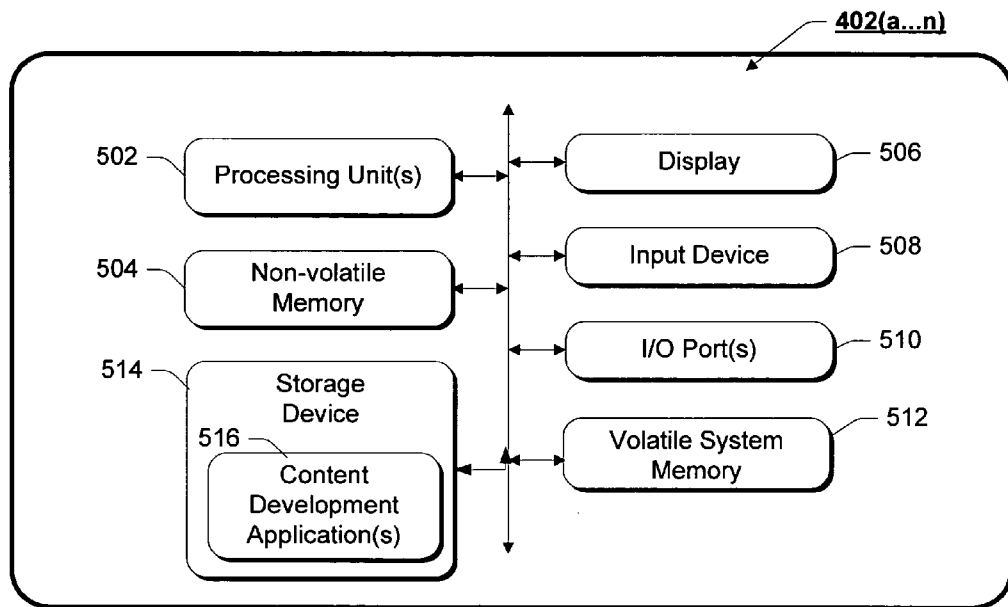 402(a...n)
502
Processing Unit(s)
Display
506
504
Non-volatile
Memory
Input Device
508
I/O Port(s)
510
514
Storage
Device
516
Content
Development
Application(s)
Volatile System
Memory
512